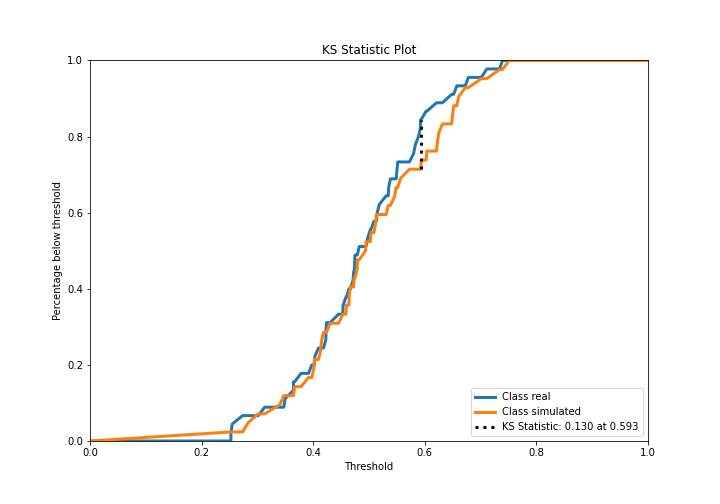 KS Statistic Plot
1.0
0.8
0.6
0.4
0.2
0.0
Percentage below threshold
0.0 0.2 0.4 0.6 0.8 1.0
Threshold
Class real
Class simulated
KS Statistic: 0.130 at 0.593